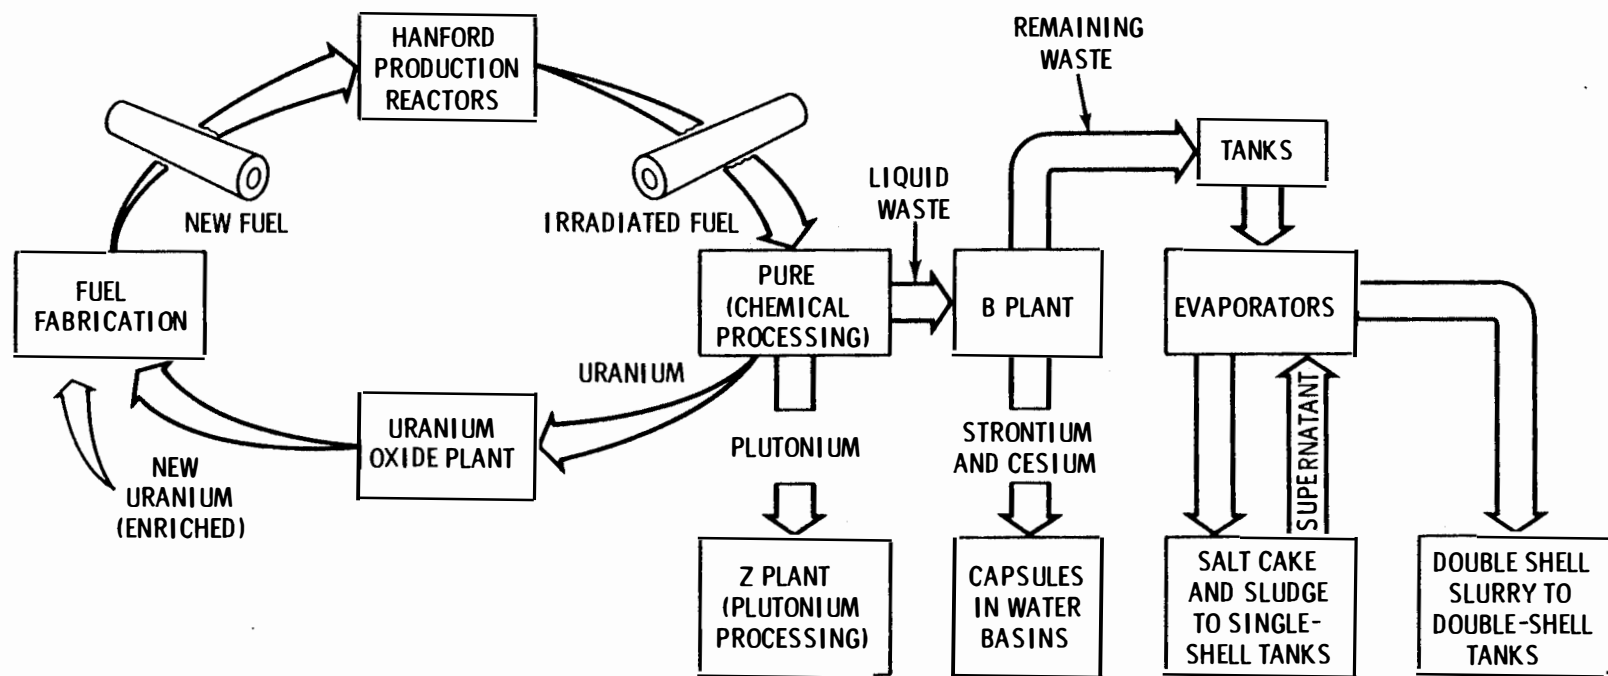 HANFORD
PRODUCTION
REACTORS
NEW FUEL
IRRADIATED FUEL
FUEL
FABRICATION
NEW
URANIUM
(ENRICHED)
URANIUM
OXIDE PLANT
URANIUM
PURE
(CHEMICAL
PROCESSING)
PLUTONIUM
Z PLANT
(PLUTONIUM
PROCESSING)
LIQUID
WASTE
B PLANT
STRONTIUM
AND CESIUM
CAPSULES
IN WATER
BASINS
REMAINING
WASTE
TANKS
EVAPORATORS
SUPERNATANT
SALT CAKE
AND SLUDGE
TO SINGLE-
SHELL TANKS
DOUBLE SHELL
SLURRY TO
DOUBLE-SHELL
TANKS